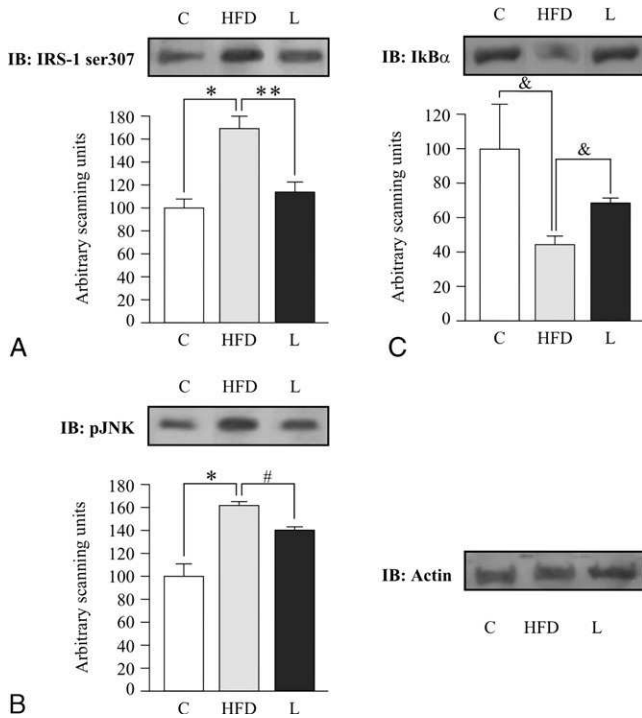 C HFD L
IB: IRS-1 ser307
* **
180
160
140
120
100
80
60
40
20
0
Arbitrary scanning units
C HFD L
A
C HFD L
IB: IkBα
&
&
120
100
80
60
40
20
0
Arbitrary scanning units
C HFD L
C
C HFD L
IB: pJNK
* #
180
160
140
120
100
80
60
40
20
0
Arbitrary scanning units
C HFD L
B
IB: Actin
C HFD L